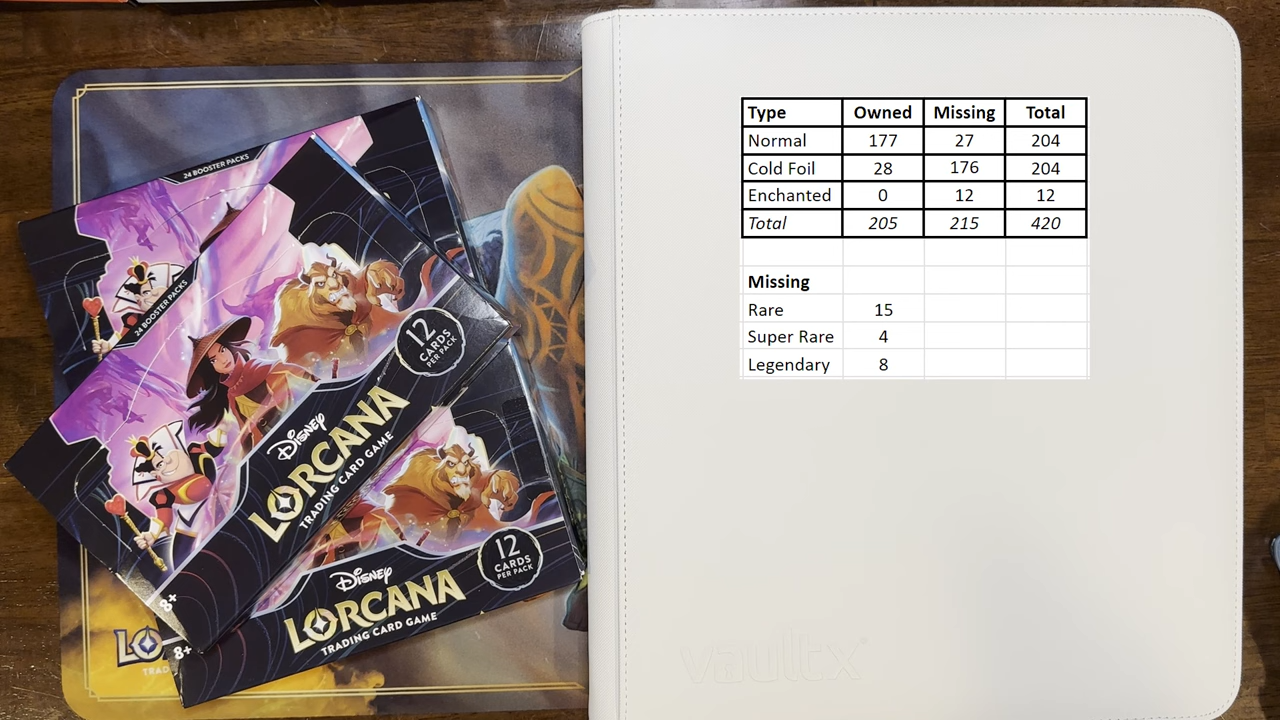 24 BOOSTER PACKS
24 BOOSTER PACKS
12
CARDS
PER PACK
DISNEY
LORCANA
TRADING CARD GAME
8+
12
CARDS
PER PACK
DISNEY
LORCANA
TRADING CARD GAME
8+
LO
TRAD
Type Owned Missing Total
Normal 177 27 204
Cold Foil 28 176 204
Enchanted 0 12 12
Total 205 215 420
Missing
Rare 15
Super Rare 4
Legendary 8
vaultx